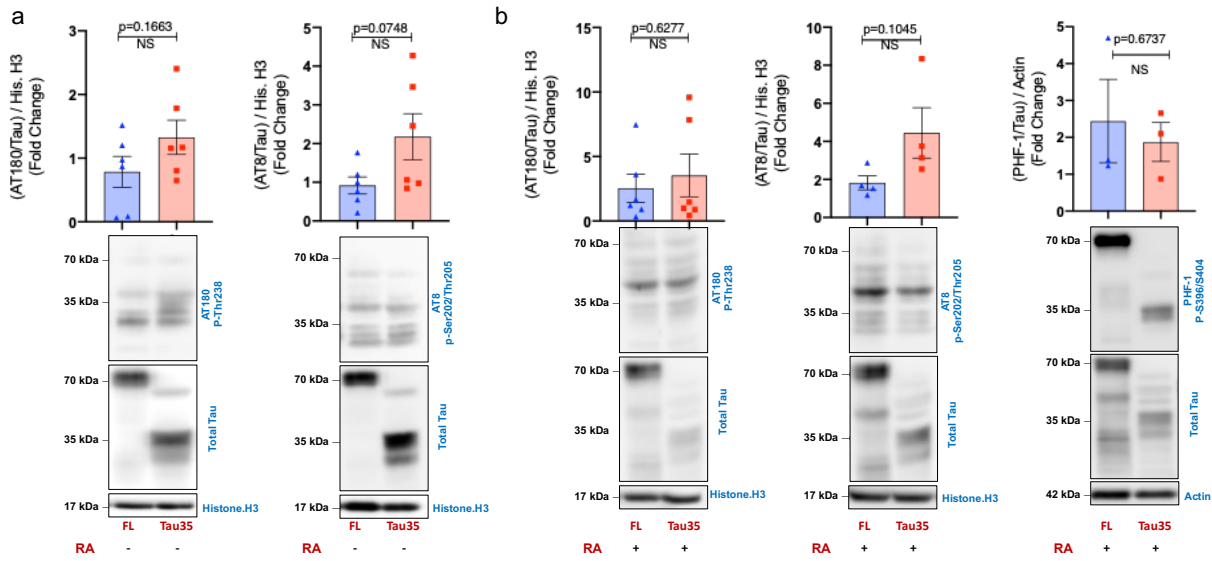 a
(AT180/Tau) / His. H3
(Fold Change)
p=0.1663
NS
3
2
1
0
70 kDa
35 kDa
AT180
P-Thr238
70 kDa
35 kDa
Total Tau
17 kDa
Histone.H3
FL
Tau35
RA
-
-
(AT8/Tau) / His. H3
(Fold Change)
p=0.0748
NS
5
4
3
2
1
0
70 kDa
35 kDa
AT8
p-Ser202/Thr205
70 kDa
35 kDa
Total Tau
17 kDa
Histone.H3
FL
Tau35
-
-
b
(AT180/Tau) / His. H3
(Fold Change)
p=0.6277
NS
15
10
5
0
70 kDa
35 kDa
AT180
P-Thr238
70 kDa
35 kDa
Total Tau
17 kDa
Histone.H3
FL
Tau35
RA
+
+
(AT8/Tau) / His. H3
(Fold Change)
p=0.1045
NS
10
8
6
4
2
0
70 kDa
35 kDa
AT8
p-Ser202/Thr205
70 kDa
35 kDa
Total Tau
17 kDa
Histone.H3
FL
Tau35
+
+
(PHF-1/Tau) / Actin
(Fold Change)
p=0.6737
NS
5
4
3
2
1
0
70 kDa
35 kDa
PHF-1
P-S396/S404
70 kDa
35 kDa
Total Tau
42 kDa
Actin
FL
Tau35
+
+